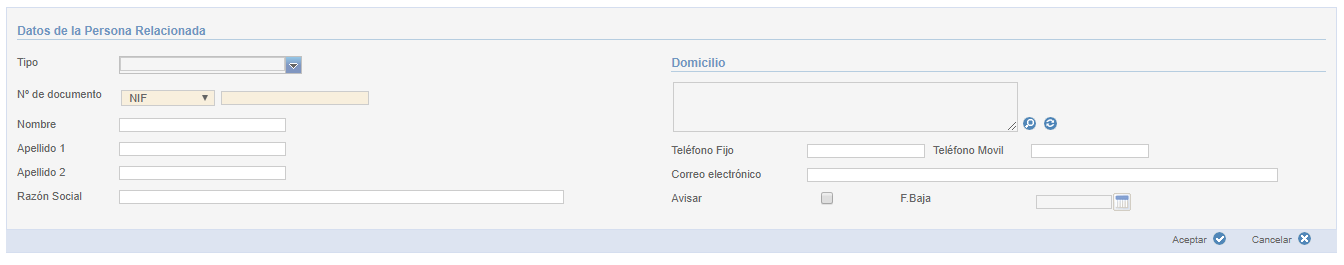 Datos de la Persona Relacionada
Tipo
Nº de documento NIF
Nombre
Apellido 1
Apellido 2
Razón Social
Domicilio
Teléfono Fijo Teléfono Movil
Correo electrónico
Avisar F.Baja
Aceptar Cancelar